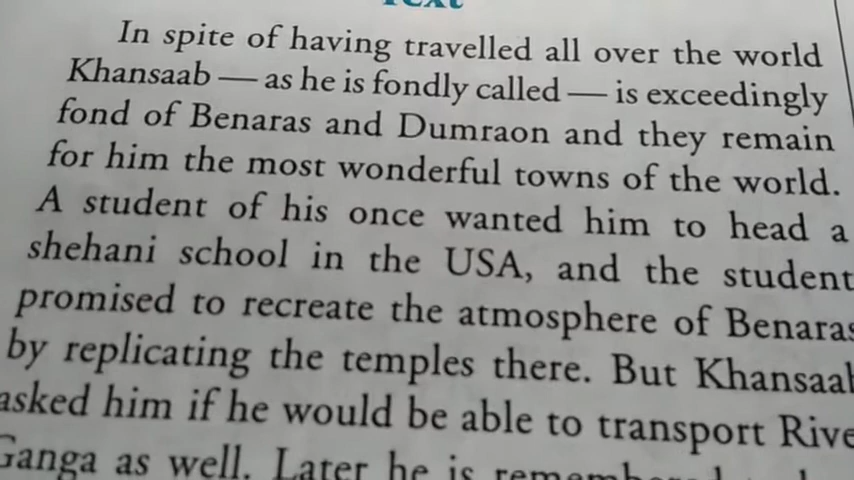 Text
In spite of having travelled all over the world
Khansaab — as he is fondly called — is exceedingly
fond of Benaras and Dumraon and they remain
for him the most wonderful towns of the world.
A student of his once wanted him to head a
shehani school in the USA, and the student
promised to recreate the atmosphere of Benaras
by replicating the temples there. But Khansaab
asked him if he would be able to transport River
Ganga as well. Later he is remembered